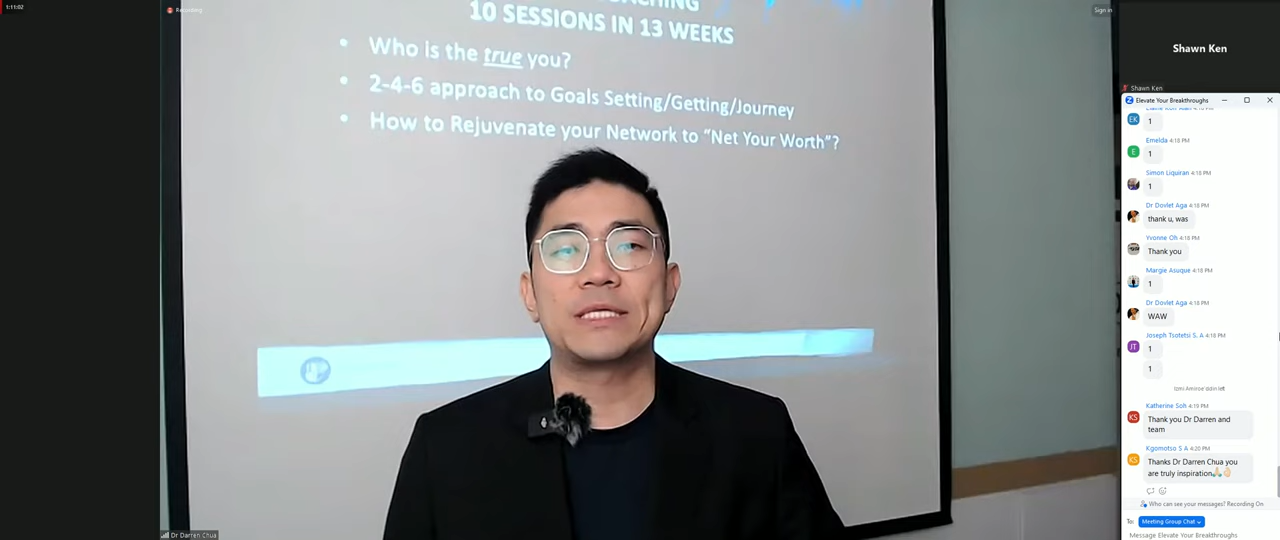 1:11:02
Recording
Sign in
10 SESSIONS IN 13 WEEKS
• Who is the true you?
• 2-4-6 approach to Goals Setting/Getting/Journey
• How to Rejuvenate your Network to “Net Your Worth”?
Dr Darren Chua
Shawn Ken
Shawn Ken
Elevate Your Breakthroughs
EK
1
Emelda 4:18 PM
E
1
Simon Liquiran 4:18 PM
1
Dr Dovlet Aga 4:18 PM
thank u, was
Yvonne Oh 4:18 PM
Thank you
Margie Asuque 4:18 PM
1
Dr Dovlet Aga 4:18 PM
WAW
Joseph Tsotetsi S. A 4:18 PM
JT
1
1
left
Katherine Soh 4:19 PM
KS
Thank you Dr Darren and
team
Kgomotso S A 4:20 PM
KS
Thanks Dr Darren Chua you
are truly inspiration🙏🏻👌🏻
Who can see your messages? Recording On
To: Meeting Group Chat
Message Elevate Your Breakthroughs